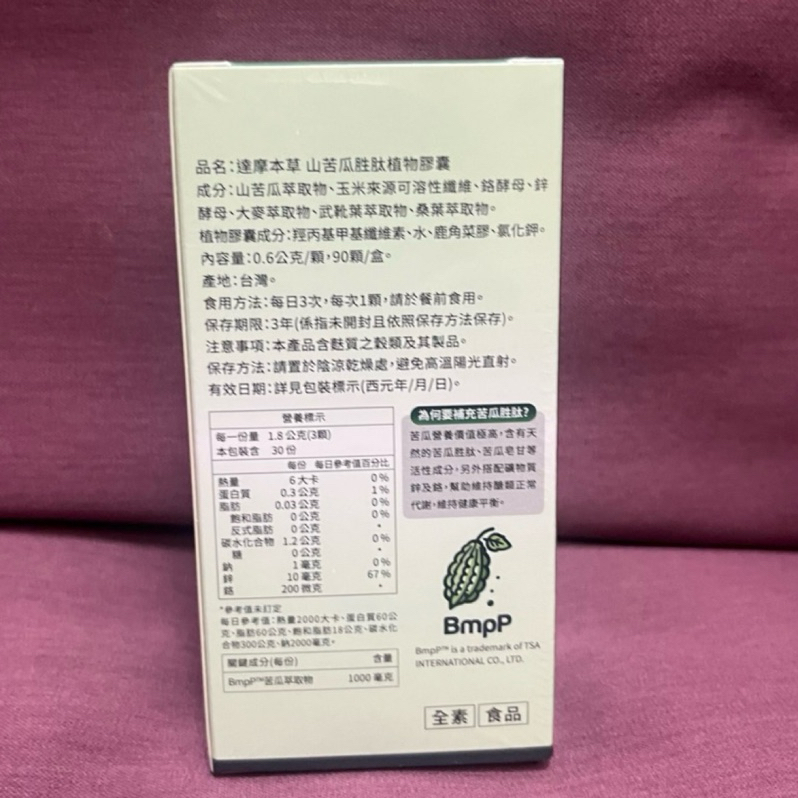 品名：達摩本草 山苦瓜胜肽植物膠囊
成分：山苦瓜萃取物、玉米來源可溶性纖維、鉻酵母、鋅
酵母、大麥萃取物、武靴葉萃取物、桑葉萃取物。
植物膠囊成分：羥丙基甲基纖維素、水、鹿角菜膠、氯化鉀。
內容量：0.6公克/顆，90顆/盒。
產地：台灣。
食用方法：每日3次，每次1顆，請於餐前食用。
保存期限：3年(係指未開封且依照保存方法保存)。
注意事項：本產品含麩質之穀類及其製品。
保存方法：請置於陰涼乾燥處，避免高溫陽光直射。
有效日期：詳見包裝標示(西元年/月/日)。
營養標示
每一份量 1.8公克(3顆)
本包裝含 30份
每份 每日參考值百分比
熱量 6大卡 0%
蛋白質 0.3公克 1%
脂肪 0.03公克 0%
飽和脂肪 0公克 0%
反式脂肪 0公克 *
碳水化合物 1.2公克 0%
糖 0公克 *
鈉 1毫克 0%
鋅 10毫克 67%
鉻 200微克 *
*參考值未訂定
每日參考值：熱量2000大卡、蛋白質60公
克、脂肪60公克、飽和脂肪18公克、碳水化
合物300公克、鈉2000毫克。
關鍵成分(每份) 含量
BmpP™苦瓜萃取物 1000毫克
為何要補充苦瓜胜肽?
苦瓜營養價值極高，含有天
然的苦瓜胜肽、苦瓜皂甘等
活性成分，另外搭配礦物質
鋅及鉻，幫助維持醣類正常
代謝，維持健康平衡。
BmpP
BmpP™ is a trademark of TSA
INTERNATIONAL CO., LTD.
全素 食品